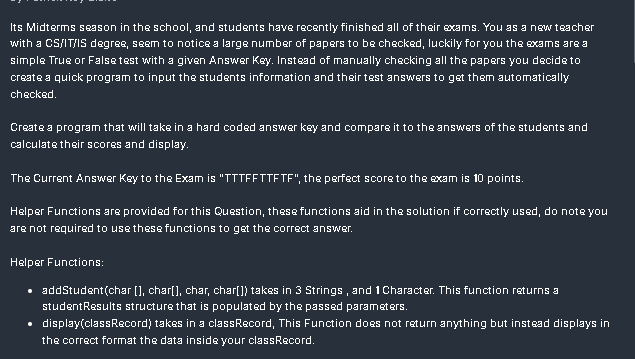 Its Midterms season in the school, and students have recently finished all of their exams. You as a new teacher
with a CS/IT/IS degree, seem to notice a large number of papers to be checked, luckily for you the exams are a
simple True or False test with a given Answer Key. Instead of manually checking all the papers you decide to
create a quick program to input the students information and their test answers to get them automatically
checked.
Create a program that will take in a hard coded answer key and compare it to the answers of the students and
calculate their scores and display.
The Current Answer Key to the Exam is "TTTFFTTFTF", the perfect score to the exam is 10 points.
Helper Functions are provided for this Question, these functions aid in the solution if correctly used, do note you
are not required to use these functions to get the correct answer.
Helper Functions:
• addStudent(char [], char[], char, char[]) takes in 3 Strings , and 1 Character. This function returns a
studentResults structure that is populated by the passed parameters.
• display(classRecord) takes in a classRecord, This Function does not return anything but instead displays in
the correct format the data inside your classRecord.